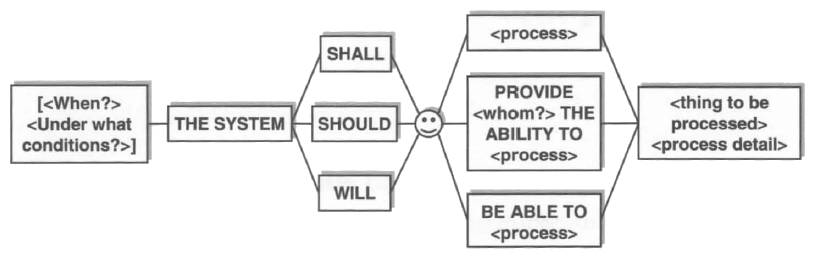 [<When?>
<Under what
conditions?>]
THE SYSTEM
SHALL
SHOULD
WILL
<process>
PROVIDE
<whom?> THE
ABILITY TO
<process>
BE ABLE TO
<process>
<thing to be
processed>
<process detail>